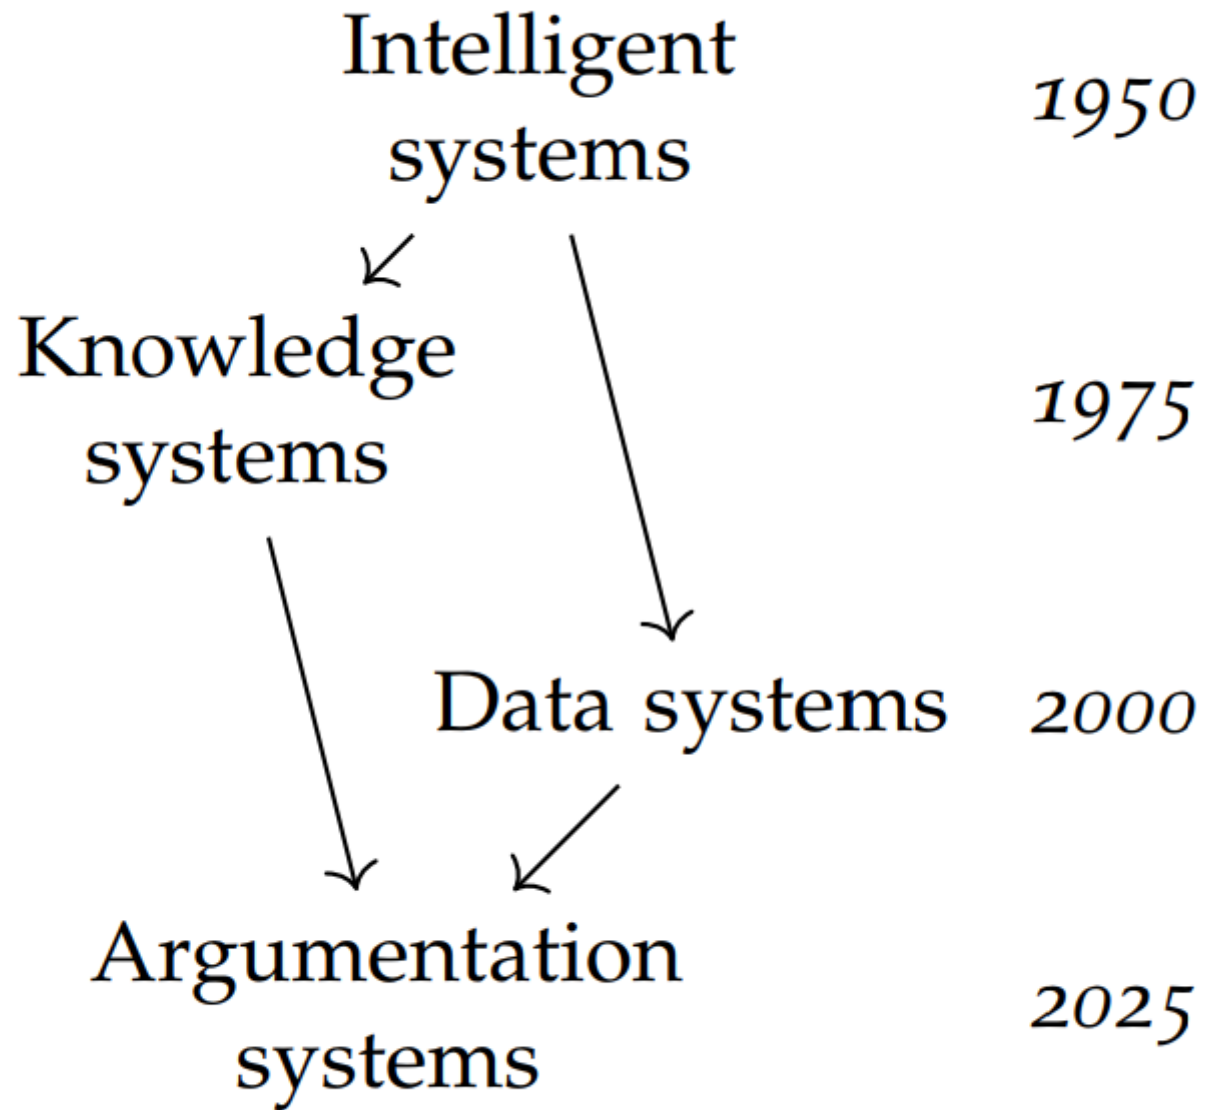 Intelligent
systems
1950
Knowledge
systems
1975
Data systems
2000
Argumentation
systems
2025